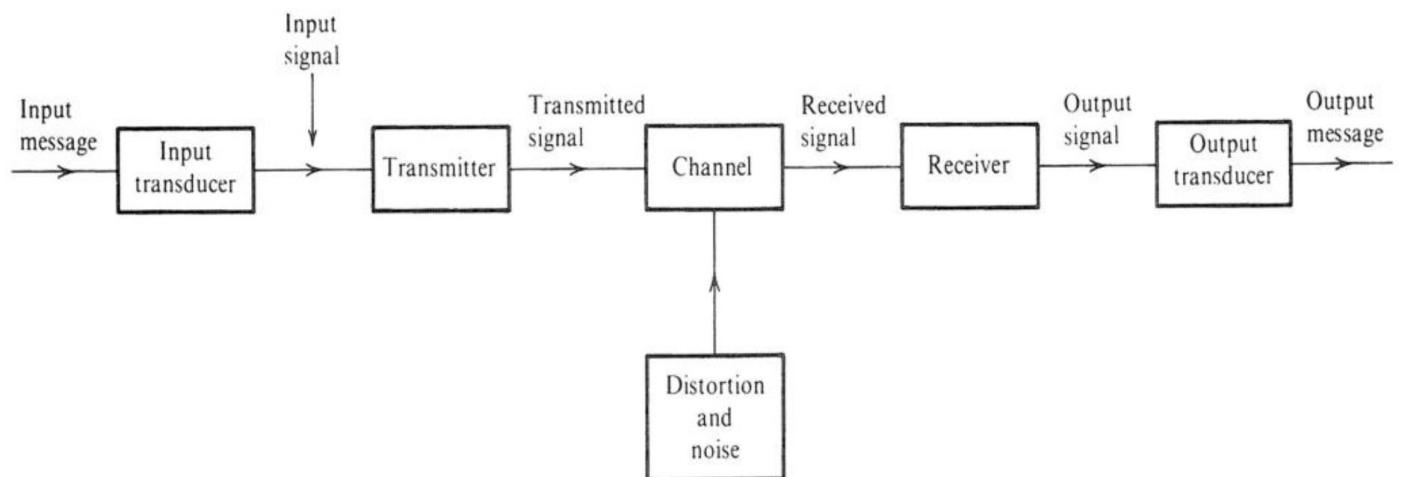 Input
signal
Input
message
Input
transducer
Transmitter
Transmitted
signal
Channel
Received
signal
Receiver
Output
signal
Output
transducer
Output
message
Distortion
and
noise